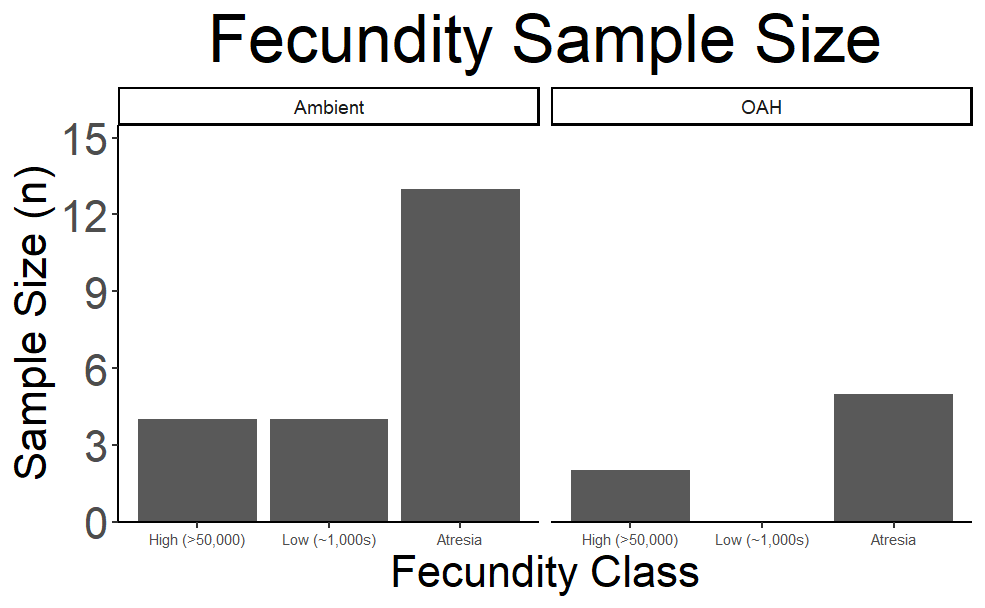 Fecundity Sample Size
Ambient
OAH
Sample Size (n)
15
12
9
6
3
0
High (>50,000)
Low (~1,000s)
Atresia
High (>50,000)
Low (~1,000s)
Atresia
Fecundity Class